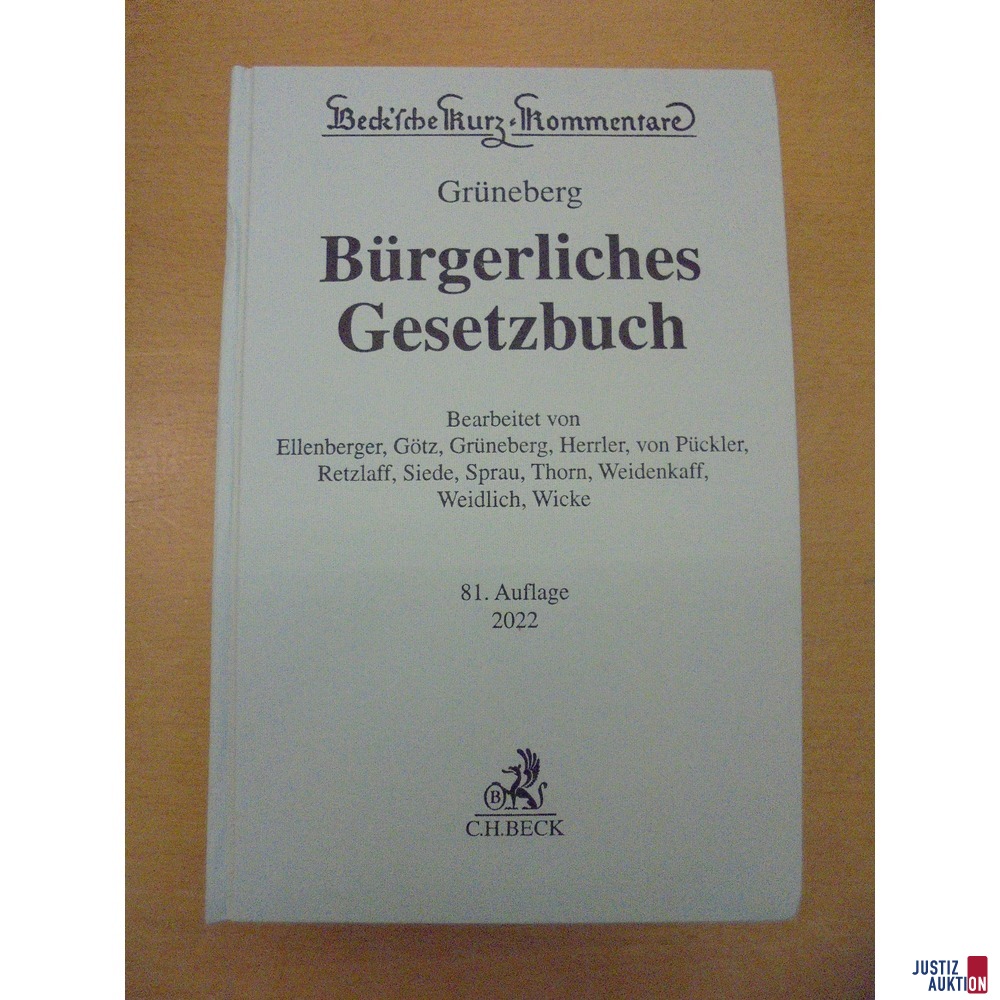 Beck'sche Kurz-Kommentare
Grüneberg
Bürgerliches
Gesetzbuch
Bearbeitet von
Ellenberger, Götz, Grüneberg, Herrler, von Pückler,
Retzlaff, Siede, Sprau, Thorn, Weidenkaff,
Weidlich, Wicke
81. Auflage
2022
B
C.H.BECK
JUSTIZ
AUKTION